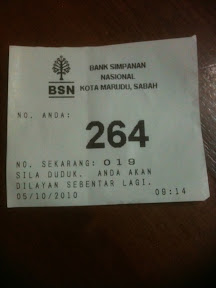 BANK SIMPANAN
NASIONAL
KOTA MARUDU, SABAH
BSN
NO. ANDA:
264
NO. SEKARANG: 019
SILA DUDUK. ANDA AKAN
DILAYAN SEBENTAR LAGI.
05/10/2010 09:14